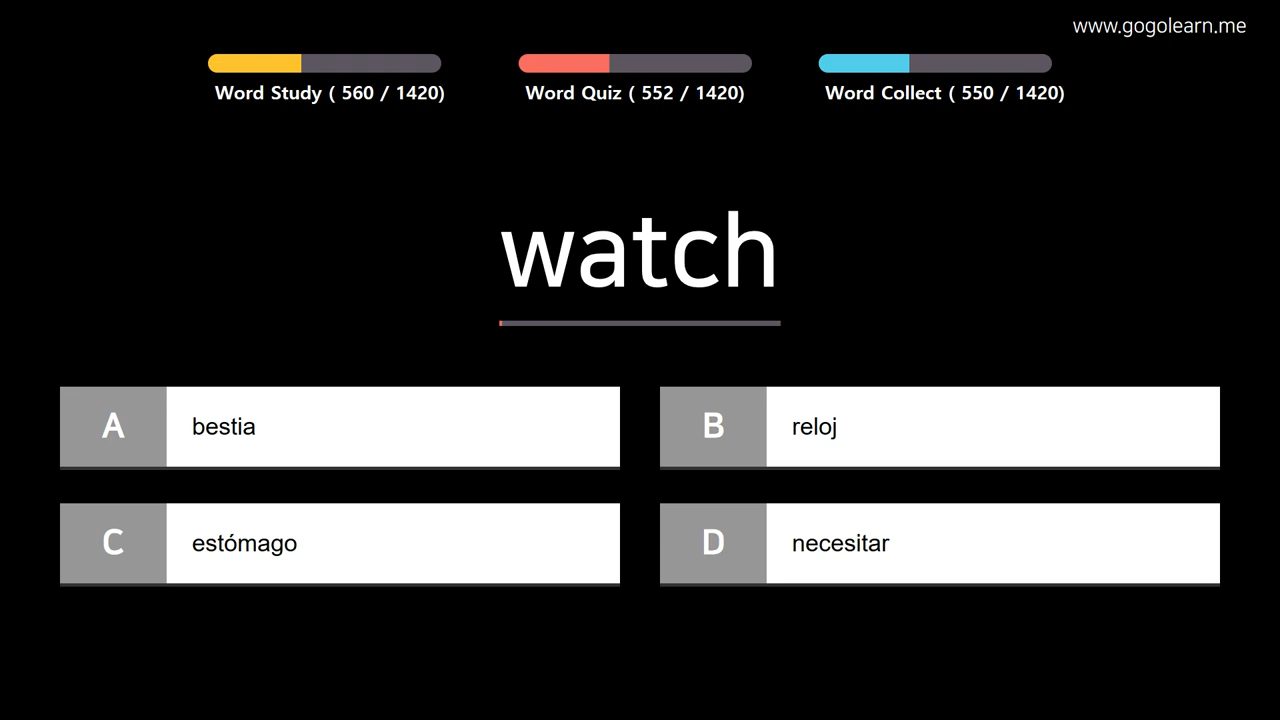 www.gogolearn.me
Word Study ( 560 / 1420)
Word Quiz ( 552 / 1420)
Word Collect ( 550 / 1420)
watch
A bestia
B reloj
C estómago
D necesitar